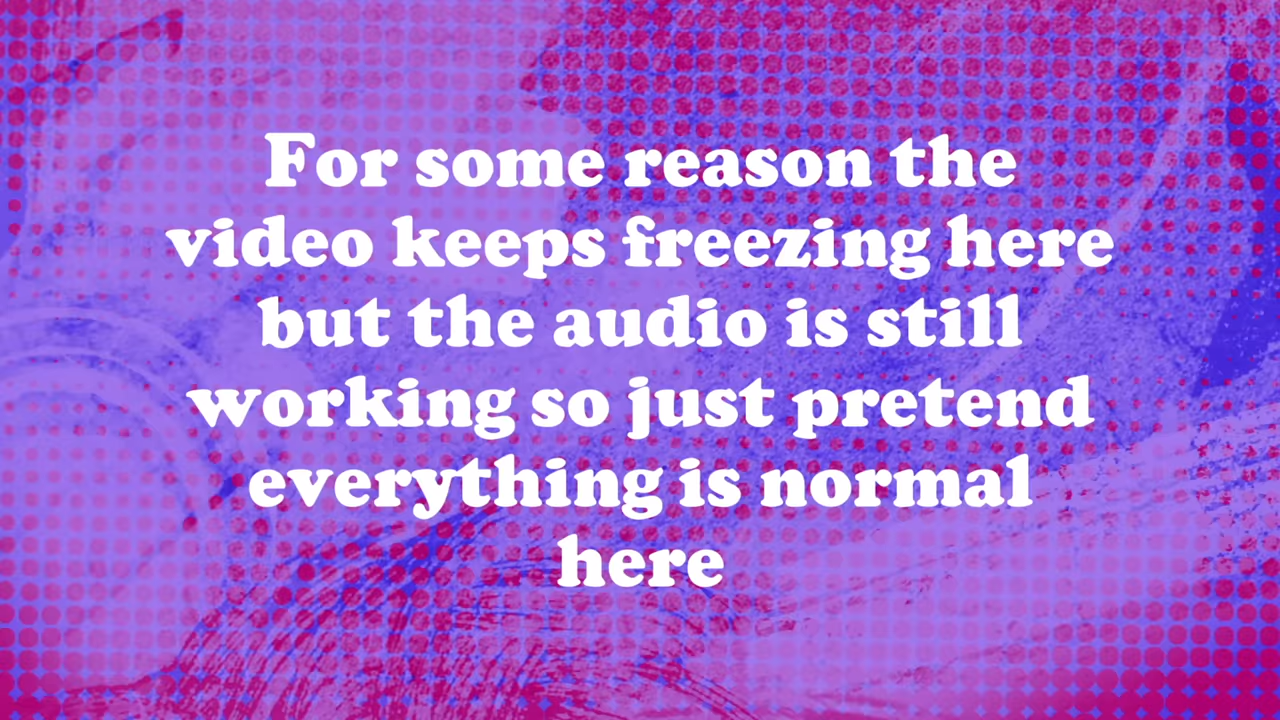 For some reason the
video keeps freezing here
but the audio is still
working so just pretend
everything is normal
here